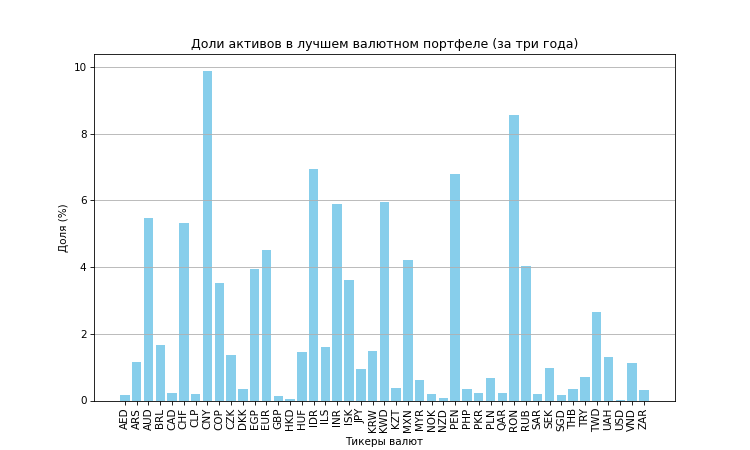 Доли активов в лучшем валютном портфеле (за три года)
Доля (%)
10
8
6
4
2
0
AED ARS AUD BRL CAD CHF CLP CNY COP CZK DKK EGP EUR GBP HKD HUF IDR ILS INR ISK JPY KRW KWD KZT MXN MYR NOK NZD PEN PHP PKR PLN QAR RON RUB SAR SEK SGD THB TRY TWD UAH USD VND ZAR
Тикеры валют